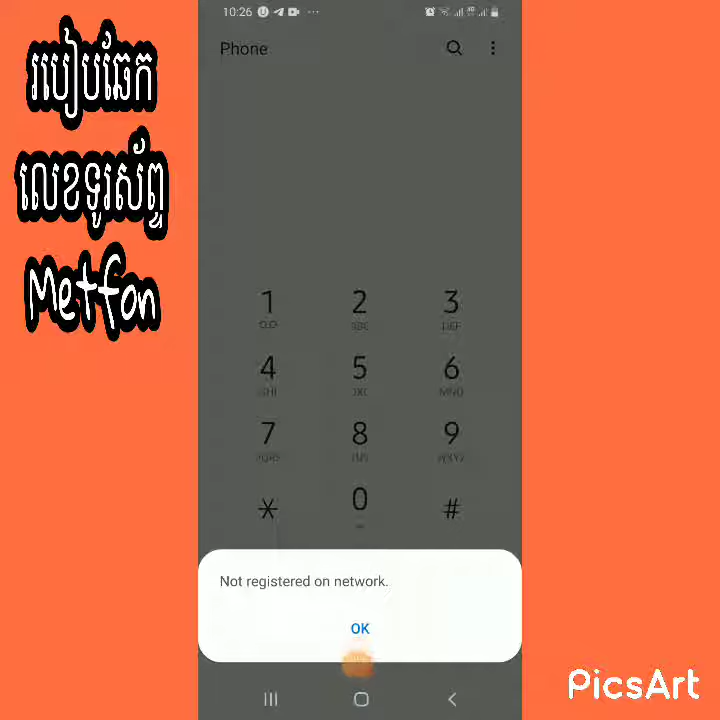 របៀបឆែក
លេខទូរស័ព្ទ
Metfon
10:26
4G
Phone
1 2 3
ABC DEF
4 5 6
GHI JKL MNO
7 8 9
PQRS TUV WXYZ
* 0 #
+
Not registered on network.
OK
PicsArt